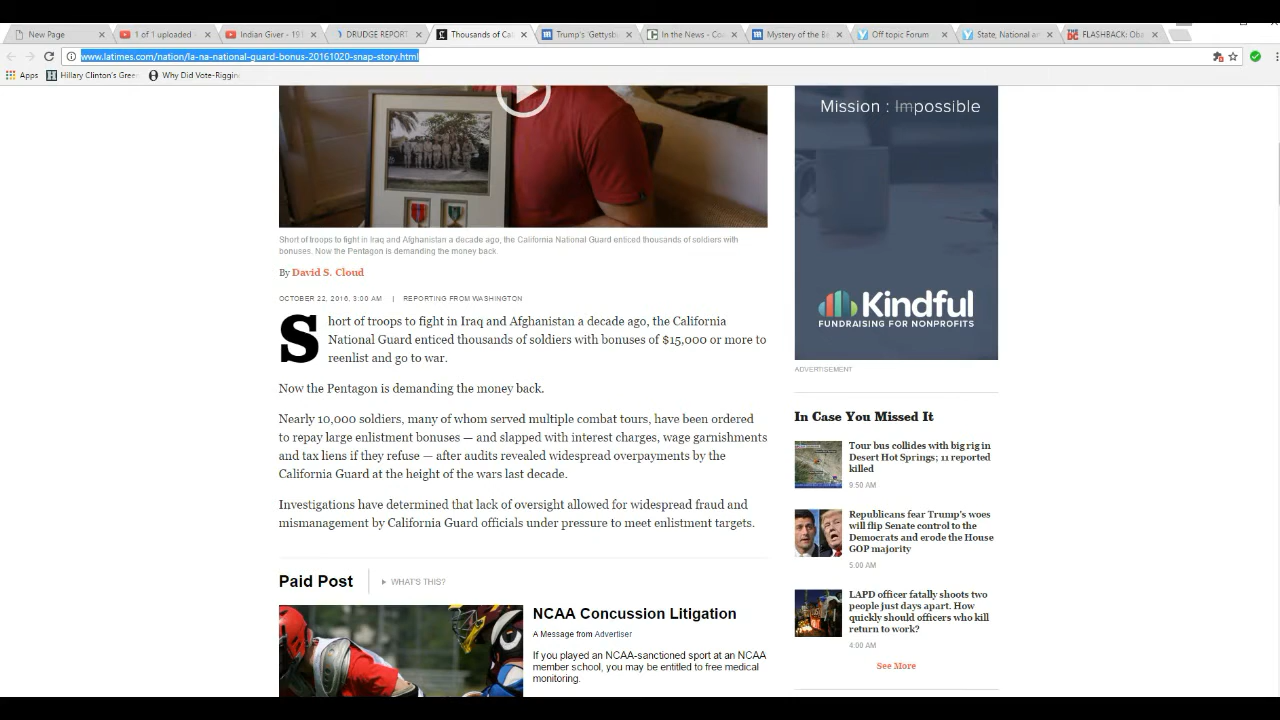 New Page
1 of 1 uploaded
Indian Giver - 19
DRUDGE REPORT
Thousands of Cal
Trump's 'Gettysb
In the News - Co
Mystery of the Be
Off topic Forum
State, National a
FLASHBACK: Oba
www.latimes.com/nation/la-na-national-guard-bonus-20161020-snap-story.html
Apps
Hillary Clinton's Gree
Why Did Vote-Riggin
Short of troops to fight in Iraq and Afghanistan a decade ago, the California National Guard enticed thousands of soldiers with
bonuses. Now the Pentagon is demanding the money back.
By David S. Cloud
OCTOBER 22, 2016, 3:00 AM | REPORTING FROM WASHINGTON
Short of troops to fight in Iraq and Afghanistan a decade ago, the California
National Guard enticed thousands of soldiers with bonuses of $15,000 or more to
reenlist and go to war.
Now the Pentagon is demanding the money back.
Nearly 10,000 soldiers, many of whom served multiple combat tours, have been ordered
to repay large enlistment bonuses — and slapped with interest charges, wage garnishments
and tax liens if they refuse — after audits revealed widespread overpayments by the
California Guard at the height of the wars last decade.
Investigations have determined that lack of oversight allowed for widespread fraud and
mismanagement by California Guard officials under pressure to meet enlistment targets.
Paid Post
WHAT'S THIS?
NCAA Concussion Litigation
A Message from Advertiser
If you played an NCAA-sanctioned sport at an NCAA
member school, you may be entitled to free medical
monitoring.
Mission : Impossible
Kindful
FUNDRAISING FOR NONPROFITS
ADVERTISEMENT
In Case You Missed It
Tour bus collides with big rig in
Desert Hot Springs; 11 reported
killed
9:50 AM
Republicans fear Trump's woes
will flip Senate control to the
Democrats and erode the House
GOP majority
5:00 AM
LAPD officer fatally shoots two
people just days apart. How
quickly should officers who kill
return to work?
4:00 AM
See More